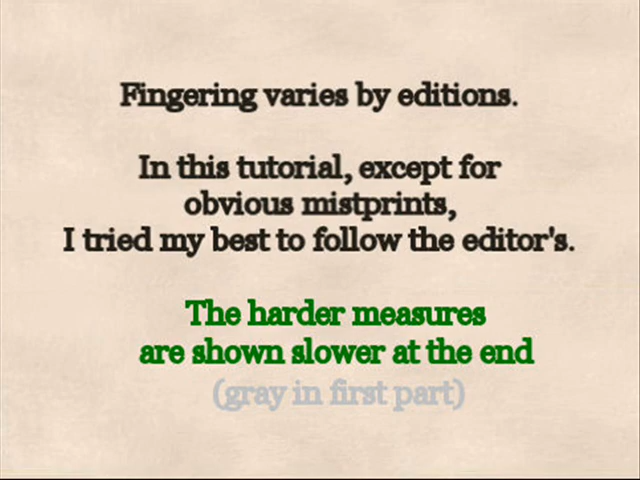 Fingering varies by editions.
In this tutorial, except for
obvious mistprints,
I tried my best to follow the editor's.
The harder measures
are shown slower at the end
(gray in first part)